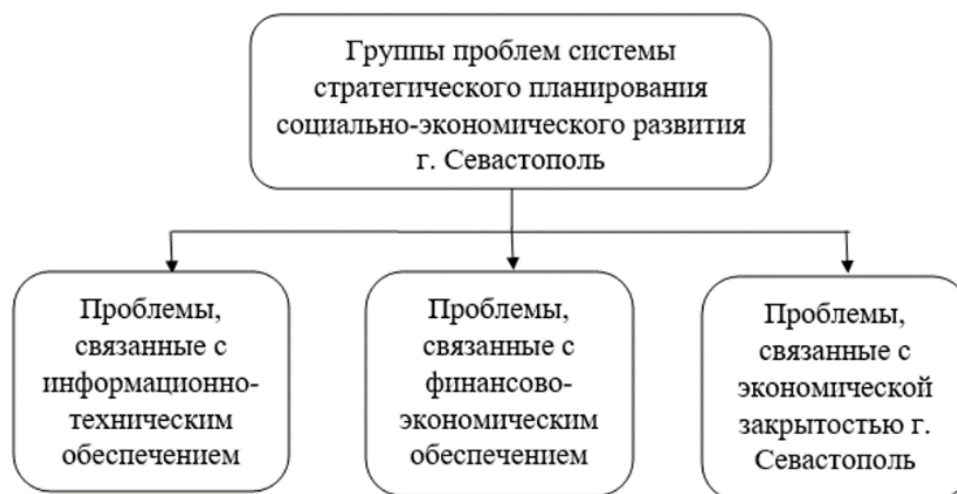 Группы проблем системы
стратегического планирования
социально-экономического развития
г. Севастополь
Проблемы,
связанные с
информационно-
техническим
обеспечением
Проблемы,
связанные с
финансово-
экономическим
обеспечением
Проблемы,
связанные с
экономической
закрытостью г.
Севастополь